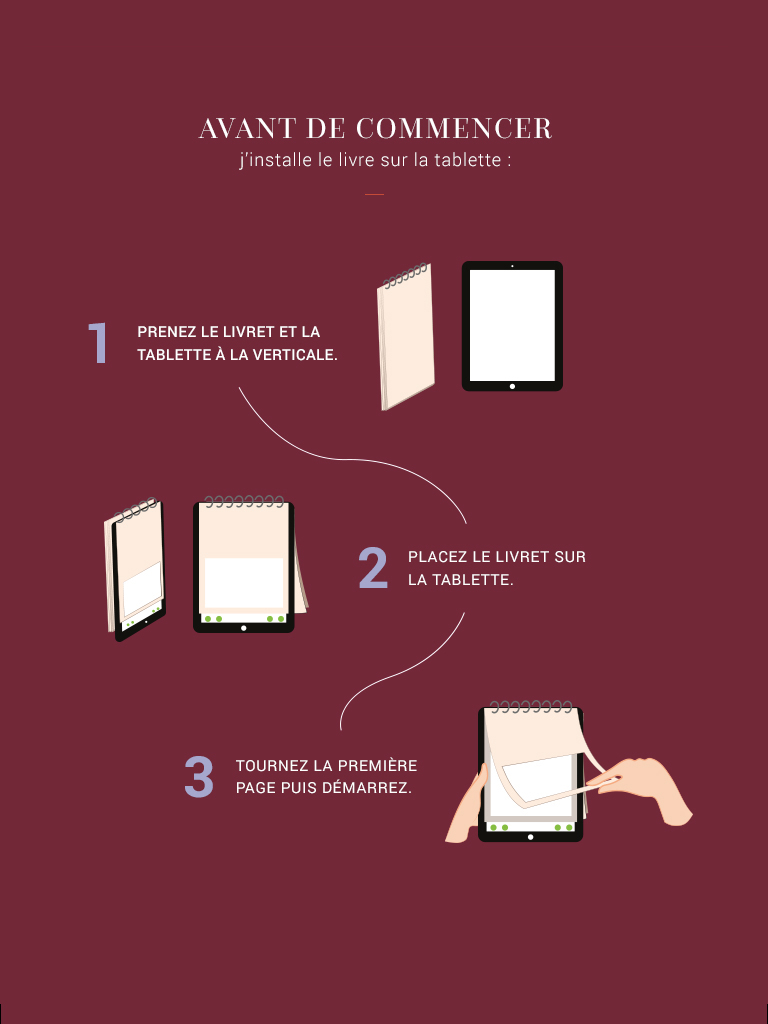 AVANT DE COMMENCER
j'installe le livre sur la tablette :
1
PRENEZ LE LIVRET ET LA
TABLETTE À LA VERTICALE.
2
PLACEZ LE LIVRET SUR
LA TABLETTE.
3
TOURNEZ LA PREMIÈRE
PAGE PUIS DÉMARREZ.